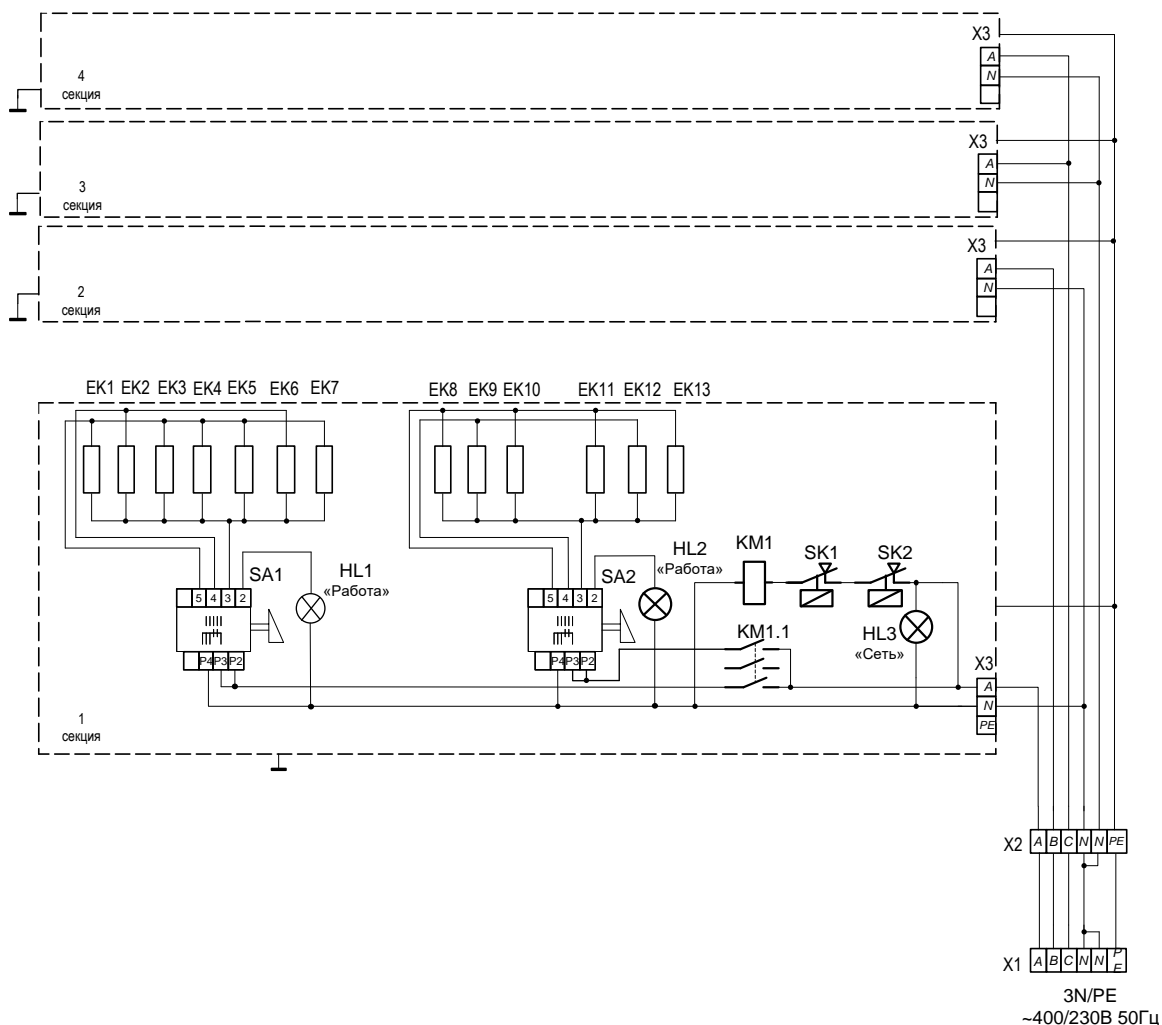 X3
A
N
4
секция
X3
A
N
3
секция
X3
A
N
2
секция
EK1 EK2 EK3 EK4 EK5 EK6 EK7
EK8 EK9 EK10 EK11 EK12 EK13
SA1
HL1
«Работа»
5 4 3 2
P4 P3 P2
SA2
HL2
«Работа»
5 4 3 2
P4 P3 P2
KM1
SK1
SK2
KM1.1
HL3
«Сеть»
X3
A
N
PE
1
секция
X2 A B C N N PE
X1 A B C N N PE
3N/PE
~400/230В 50Гц